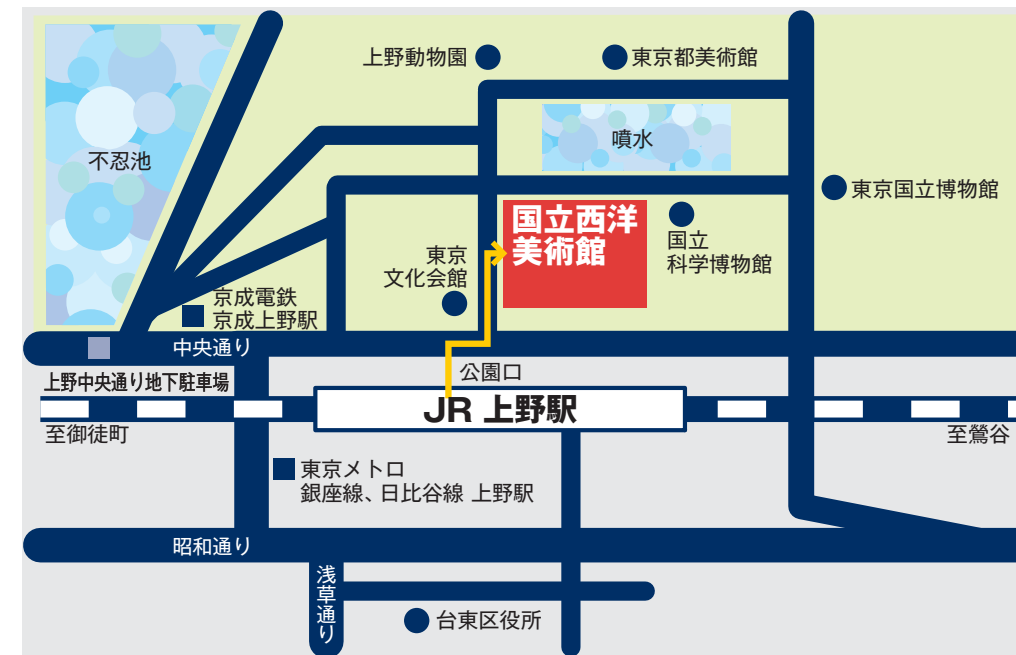 上野動物園
東京都美術館
噴水
不忍池
東京国立博物館
国立西洋
美術館
国立
科学博物館
東京
文化会館
京成電鉄
京成上野駅
中央通り
公園口
上野中央通り地下駐車場
JR 上野駅
至御徒町
至鶯谷
東京メトロ
銀座線、日比谷線 上野駅
昭和通り
浅草通り
台東区役所